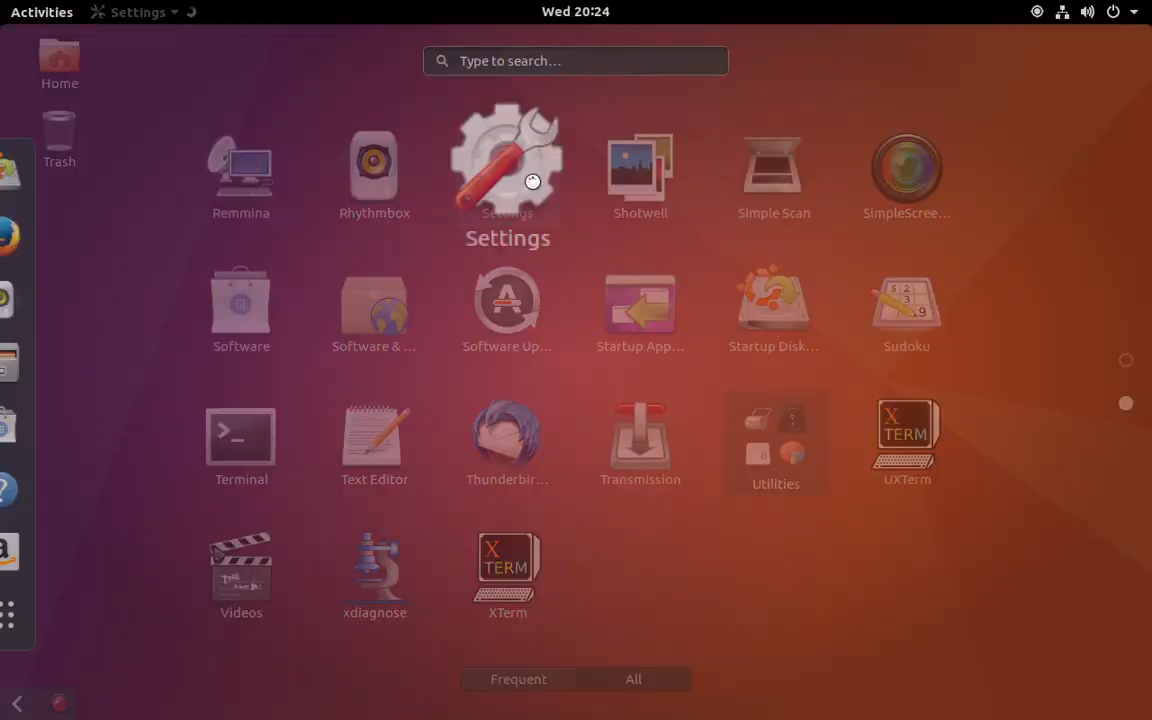 Activities Settings Wed 20:24
Type to search...
Home
Trash
Remmina Rhythmbox Settings Shotwell Simple Scan SimpleScree...
Settings
Software Software & ... Software Up... Startup App... Startup Disk... Sudoku
Terminal Text Editor Thunderbir... Transmission Utilities UXTerm
Videos xdiagnose XTerm
Frequent All